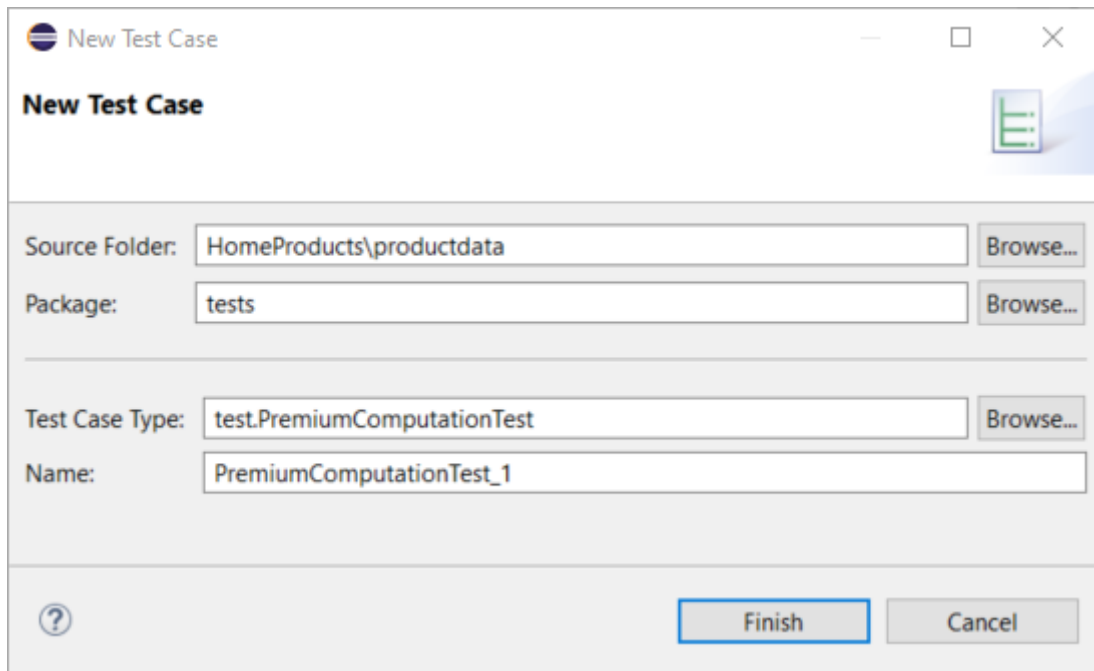 New Test Case
New Test Case
Source Folder: HomeProducts\productdata Browse...
Package: tests Browse...
Test Case Type: test.PremiumComputationTest Browse...
Name: PremiumComputationTest_1
? Finish Cancel